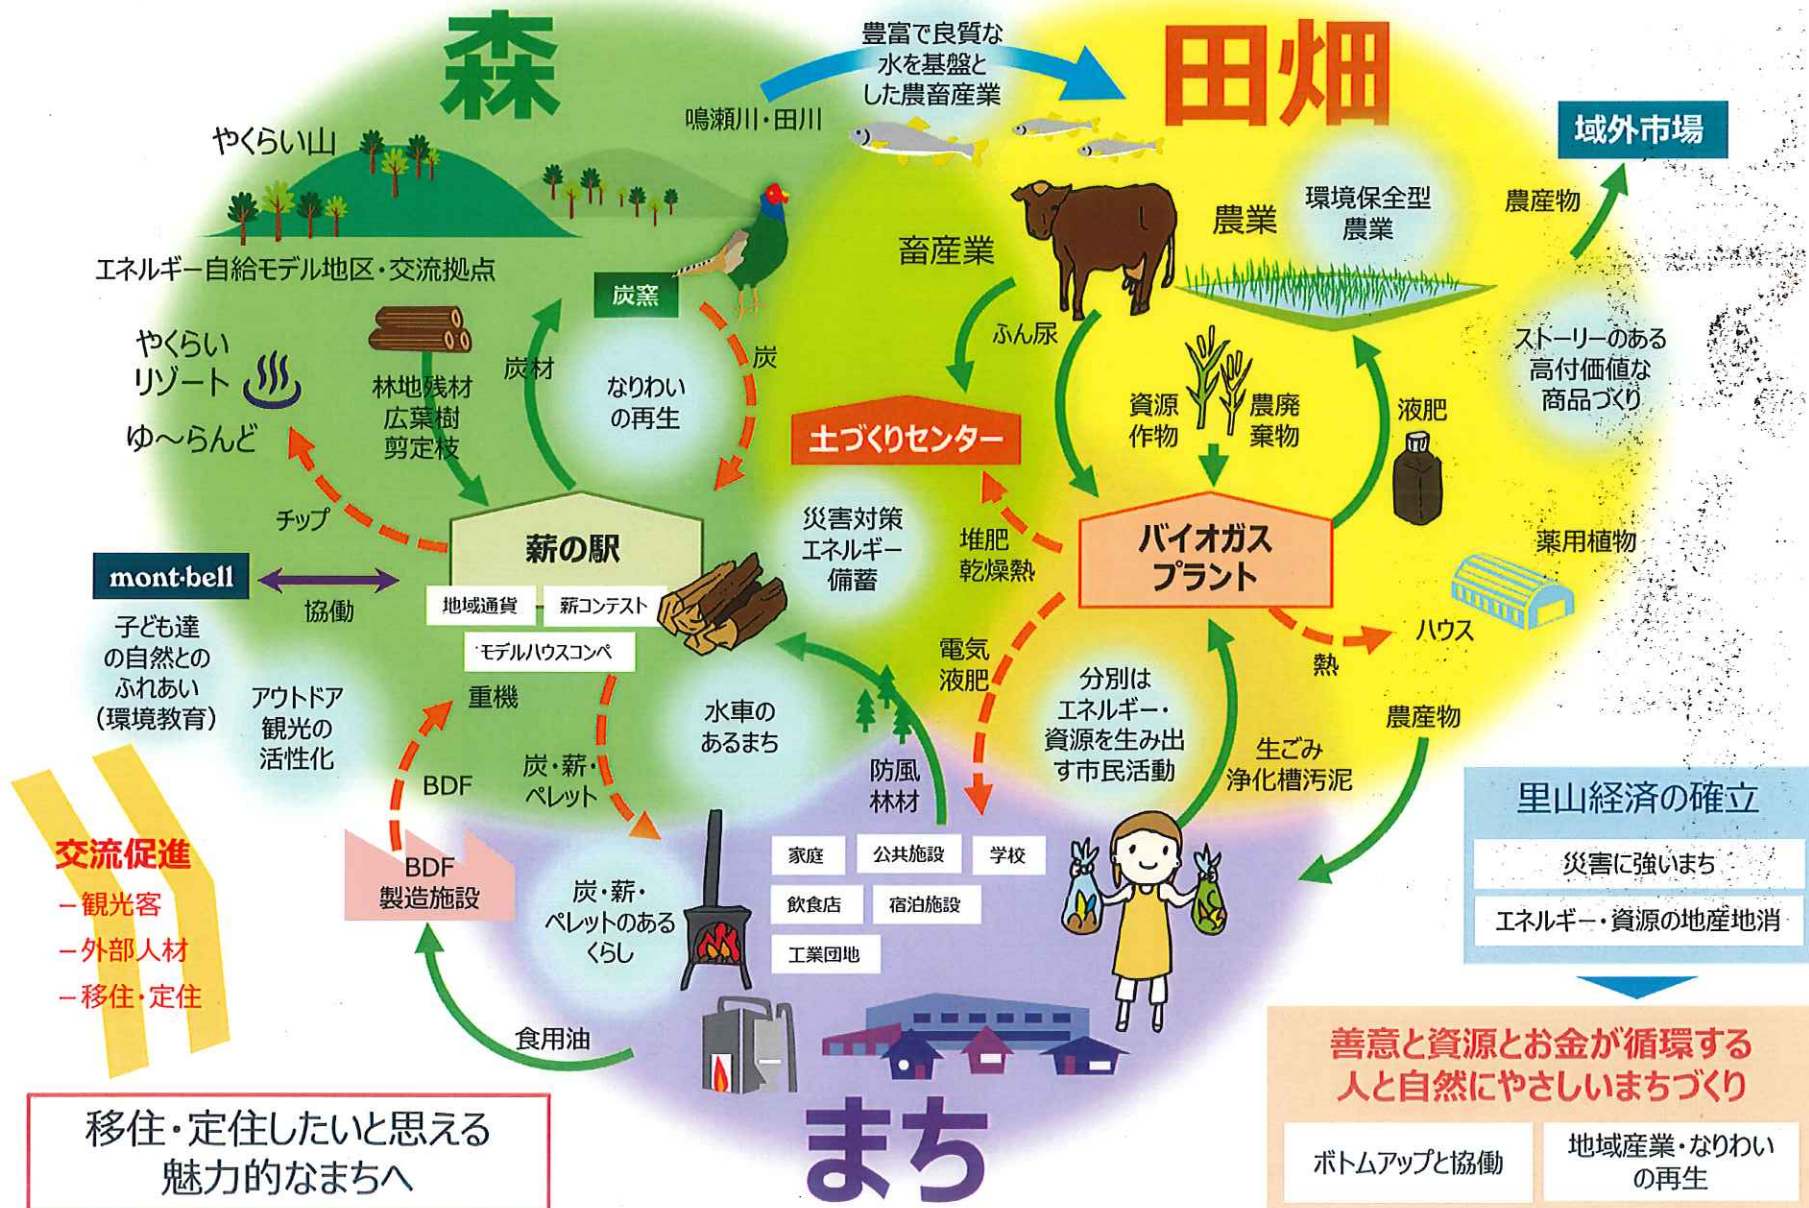 森
田畑
豊富で良質な
水を基盤と
した農畜産業
鳴瀬川・田川
やくらい山
エネルギー自給モデル地区・交流拠点
炭窯
畜産業
農業
環境保全型
農業
農産物
域外市場
ストーリーのある
高付価値な
商品づくり
やくらい
リゾート
ゆ～らんど
林地残材
広葉樹
剪定枝
炭材
なりわい
の再生
炭
ふん尿
土づくりセンター
資源
作物
農廃
棄物
液肥
チップ
薪の駅
地域通貨
薪コンテスト
モデルハウスコンペ
災害対策
エネルギー
備蓄
堆肥
乾燥熱
バイオガス
プラント
薬用植物
ハウス
熱
mont-bell
協働
子ども達
の自然との
ふれあい
(環境教育)
アウトドア
観光の
活性化
重機
BDF
炭・薪・
ペレット
水車の
あるまち
防風
林材
電気
液肥
分別は
エネルギー・
資源を生み出
す市民活動
生ごみ
浄化槽汚泥
農産物
交流促進
－観光客
－外部人材
－移住・定住
BDF
製造施設
炭・薪・
ペレットのある
くらし
家庭
公共施設
学校
飲食店
宿泊施設
工業団地
食用油
まち
里山経済の確立
災害に強いまち
エネルギー・資源の地産地消
善意と資源とお金が循環する
人と自然にやさしいまちづくり
ボトムアップと協働
地域産業・なりわい
の再生
移住・定住したいと思える
魅力的なまちへ